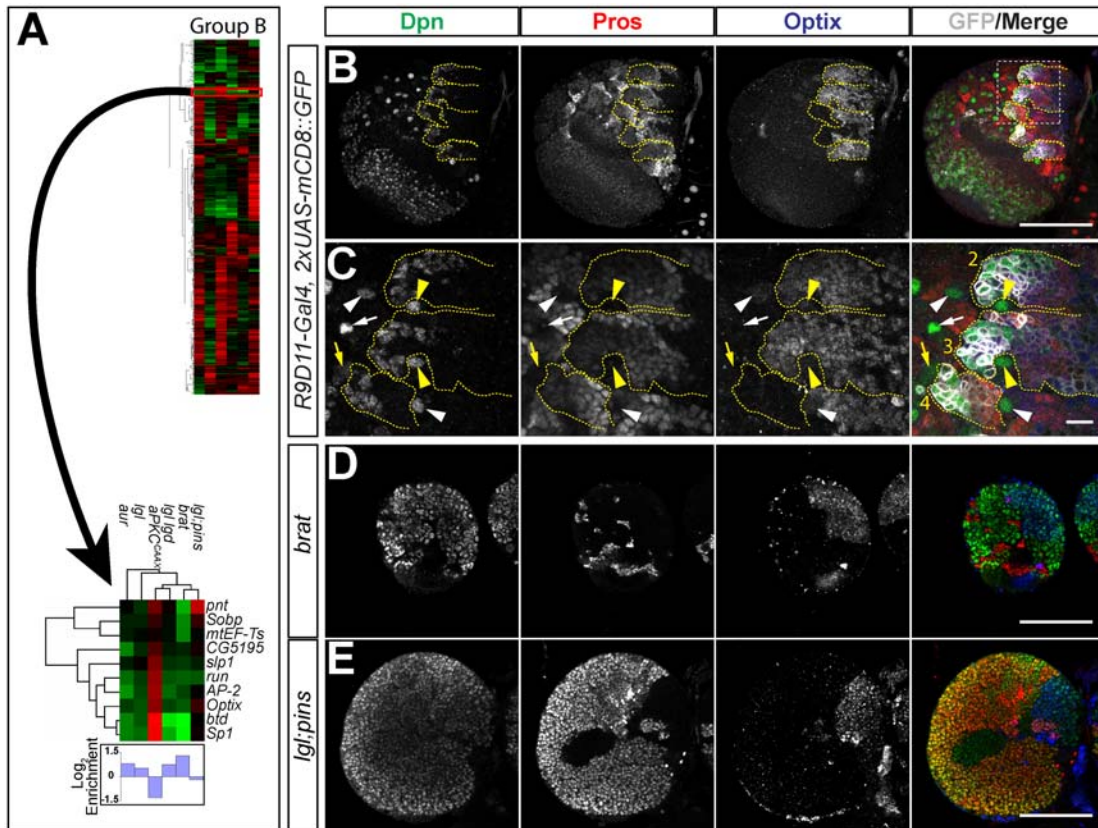 A
Group B
aur
lgl
aPKC^CAAX
lgl lgd
brat
lgl;pins
pnt
Sobp
mtEF-Ts
CG5195
slp1
run
AP-2
Optix
btd
Sp1
Log2
Enrichment
1.5
0
-1.5
Dpn
Pros
Optix
GFP/Merge
R9D11-Gal4, 2xUAS-mCD8::GFP
B
C
2
3
4
brat
D
lgl;pins
E